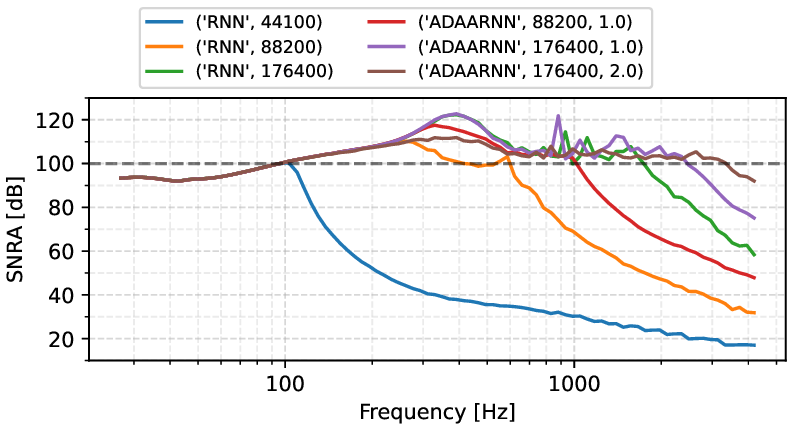 ('RNN', 44100)
('RNN', 88200)
('RNN', 176400)
('ADAARNN', 88200, 1.0)
('ADAARNN', 176400, 1.0)
('ADAARNN', 176400, 2.0)
SNRA [dB]
120
100
80
60
40
20
100
1000
Frequency [Hz]